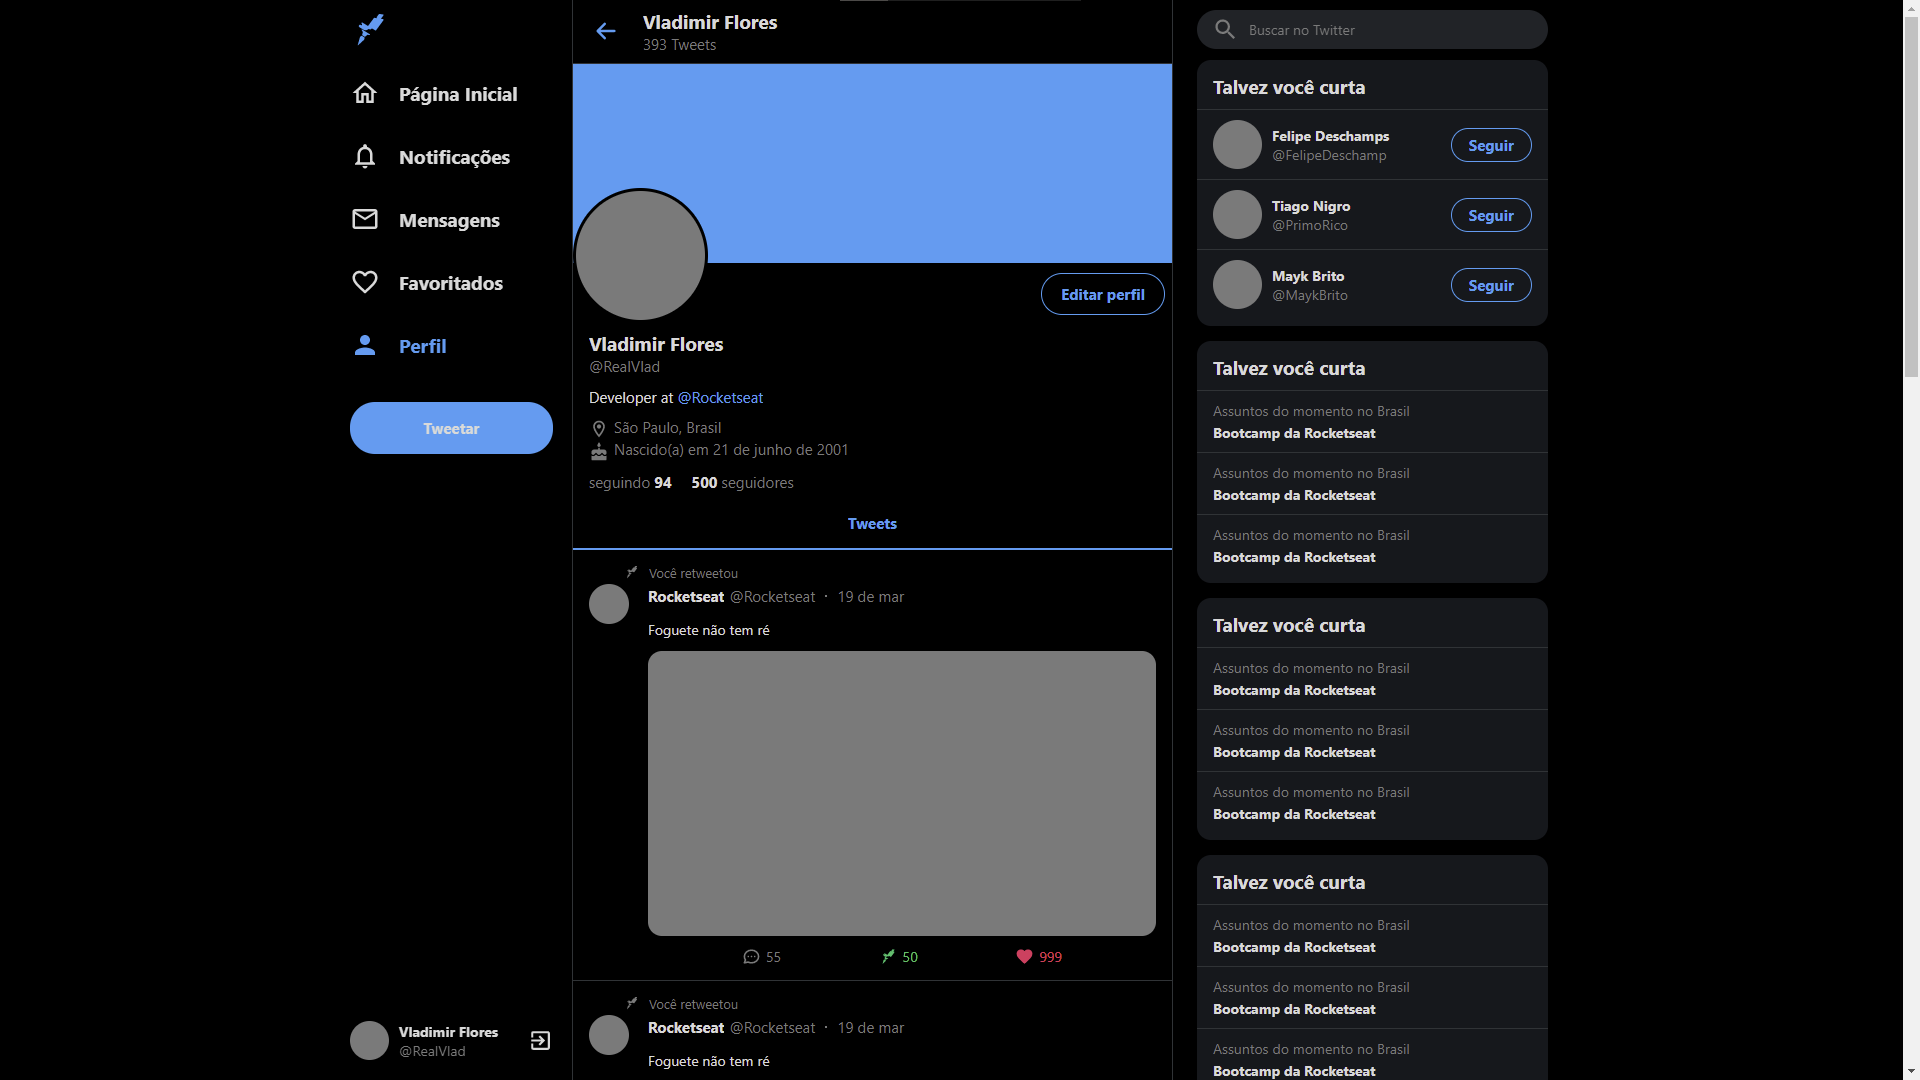 Página Inicial
Notificações
Mensagens
Favoritados
Perfil
Tweetar
Vladimir Flores
@RealVlad
Vladimir Flores
393 Tweets
Editar perfil
Vladimir Flores
@RealVlad
Developer at @Rocketseat
São Paulo, Brasil
Nascido(a) em 21 de junho de 2001
seguindo 94 500 seguidores
Tweets
Você retweetou
Rocketseat @Rocketseat · 19 de mar
Foguete não tem ré
55 50 999
Você retweetou
Rocketseat @Rocketseat · 19 de mar
Foguete não tem ré
Buscar no Twitter
Talvez você curta
Felipe Deschamps
@FelipeDeschamp
Seguir
Tiago Nigro
@PrimoRico
Seguir
Mayk Brito
@MaykBrito
Seguir
Talvez você curta
Assuntos do momento no Brasil
Bootcamp da Rocketseat
Assuntos do momento no Brasil
Bootcamp da Rocketseat
Assuntos do momento no Brasil
Bootcamp da Rocketseat
Talvez você curta
Assuntos do momento no Brasil
Bootcamp da Rocketseat
Assuntos do momento no Brasil
Bootcamp da Rocketseat
Assuntos do momento no Brasil
Bootcamp da Rocketseat
Talvez você curta
Assuntos do momento no Brasil
Bootcamp da Rocketseat
Assuntos do momento no Brasil
Bootcamp da Rocketseat
Assuntos do momento no Brasil
Bootcamp da Rocketseat